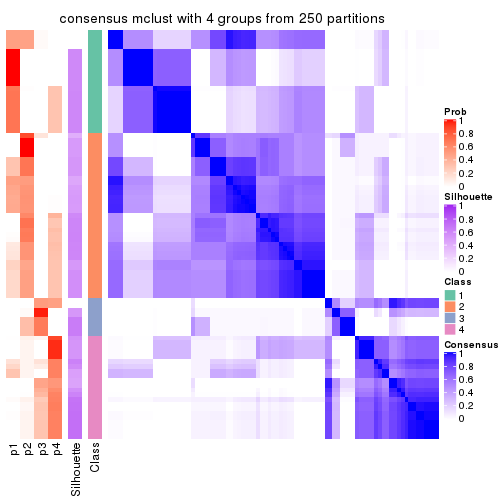 consensus mclust with 4 groups from 250 partitions
Prob
1
0.8
0.6
0.4
0.2
0
Silhouette
1
0.8
0.6
0.4
0.2
0
Class
1
2
3
4
Consensus
1
0.8
0.6
0.4
0.2
0
p1
p2
p3
p4
Silhouette
Class